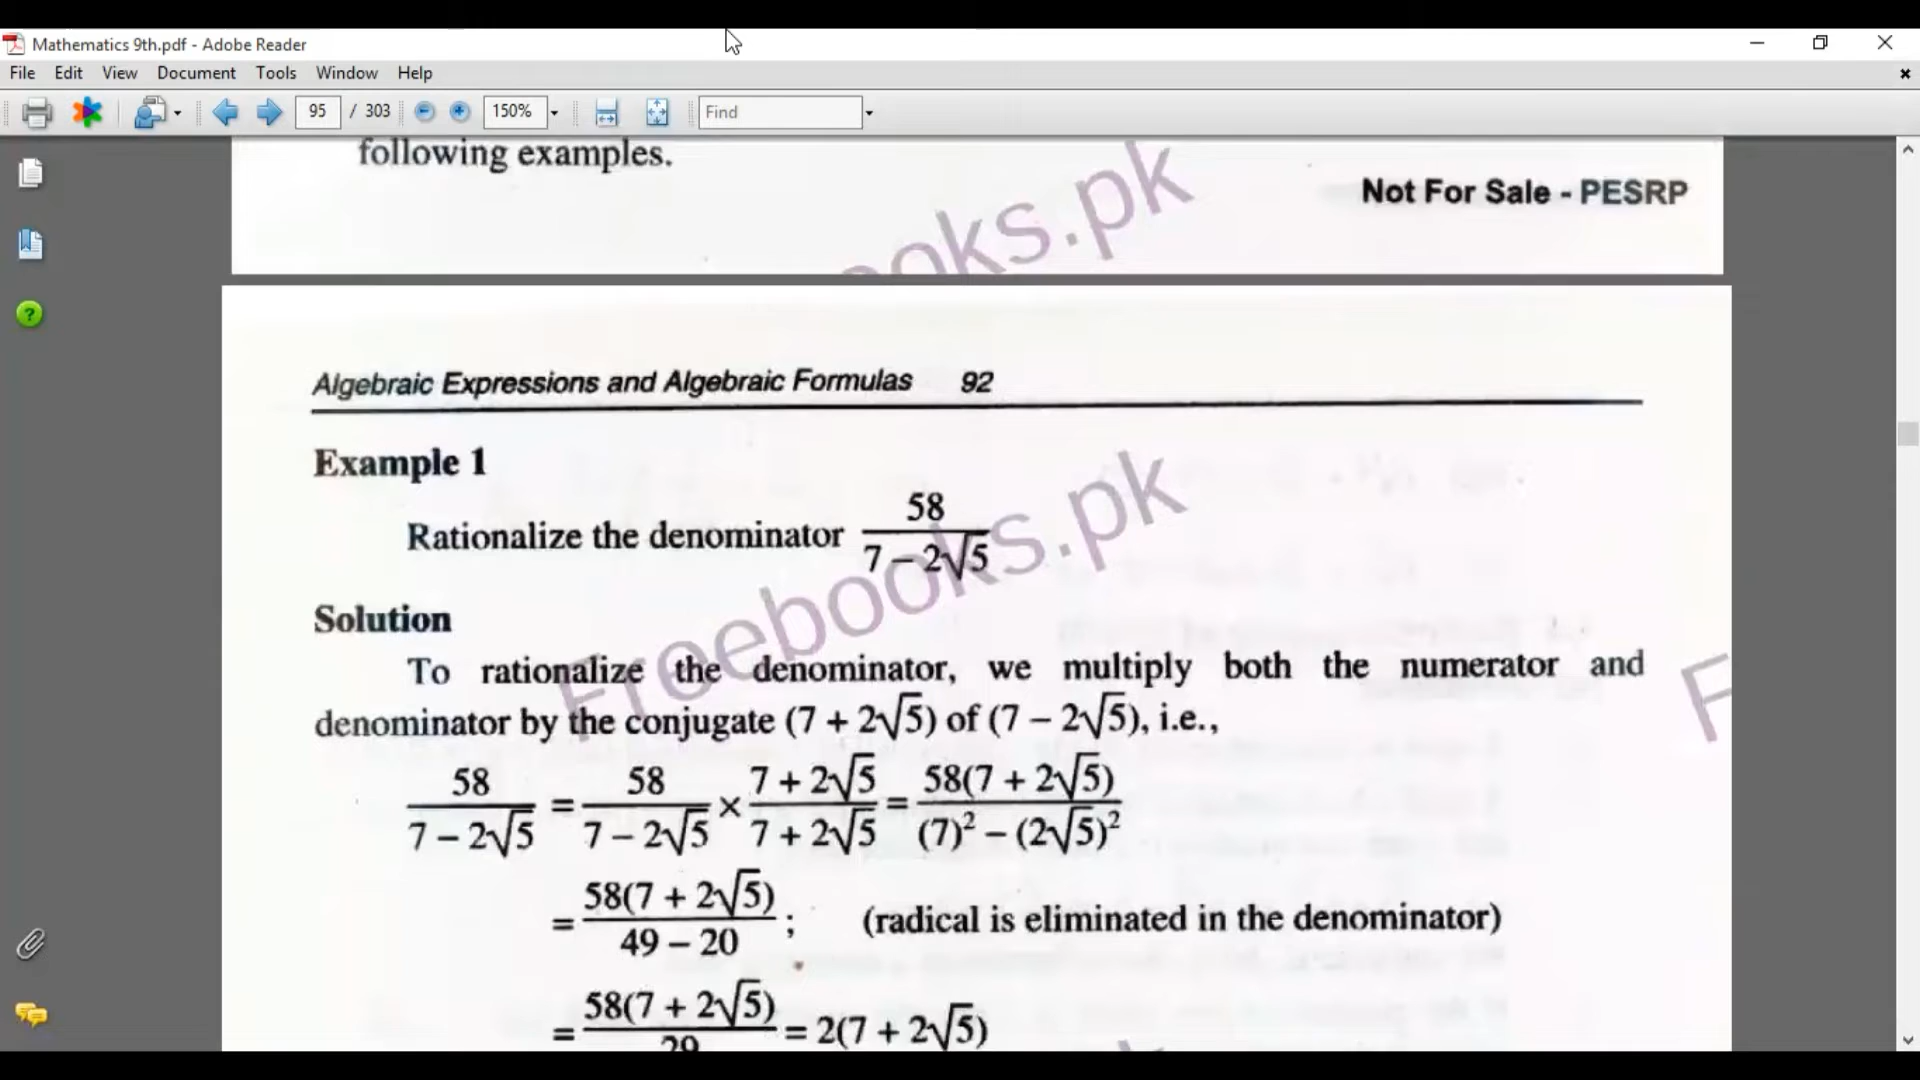 Mathematics 9th.pdf - Adobe Reader
File Edit View Document Tools Window Help
95 / 303 150% Find
following examples.
Not For Sale - PESRP
ooks.pk
Algebraic Expressions and Algebraic Formulas 92
Example 1
Rationalize the denominator 58 / (7 – 2√5)
Freebooks.pk
Solution
To rationalize the denominator, we multiply both the numerator and
denominator by the conjugate (7 + 2√5) of (7 – 2√5), i.e.,
F
58 / (7 – 2√5) = 58 / (7 – 2√5) × (7 + 2√5) / (7 + 2√5) = 58(7 + 2√5) / ((7)² – (2√5)²)
= 58(7 + 2√5) / (49 – 20) ; (radical is eliminated in the denominator)
= 58(7 + 2√5) / 29 = 2(7 + 2√5)